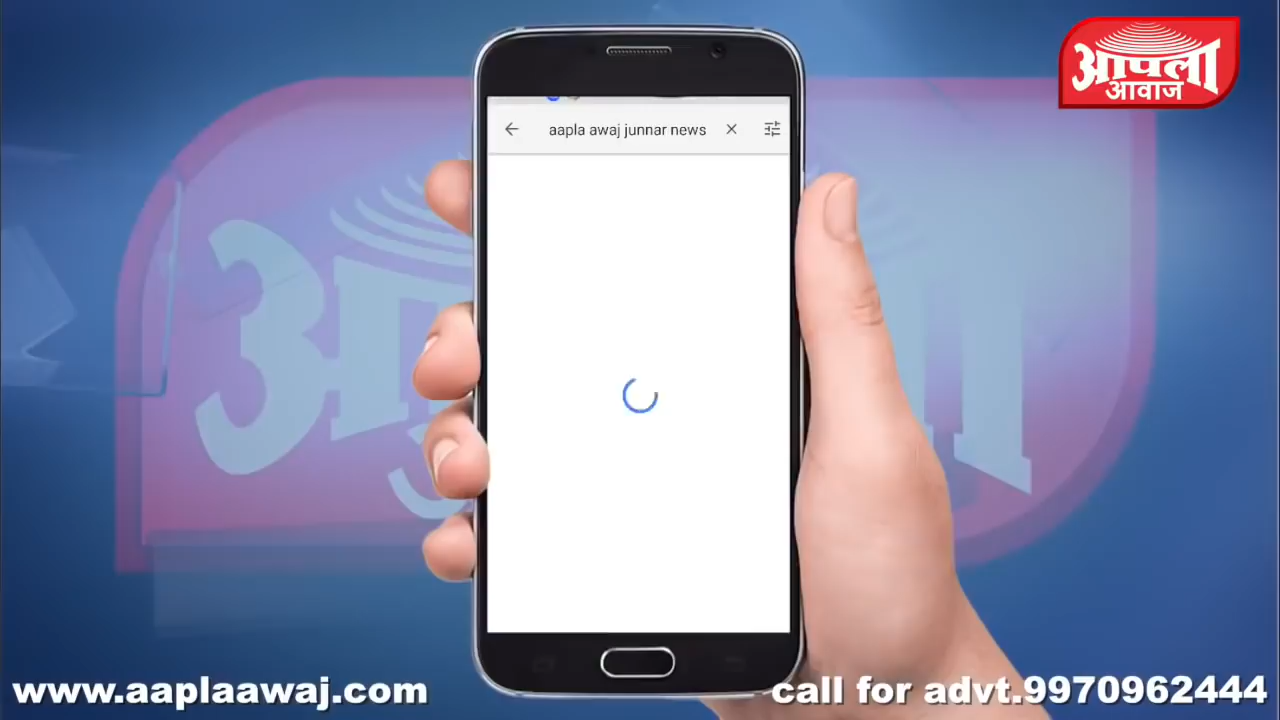 आपला
आवाज
aapla awaj junnar news
www.aaplaawaj.com
call for advt.9970962444